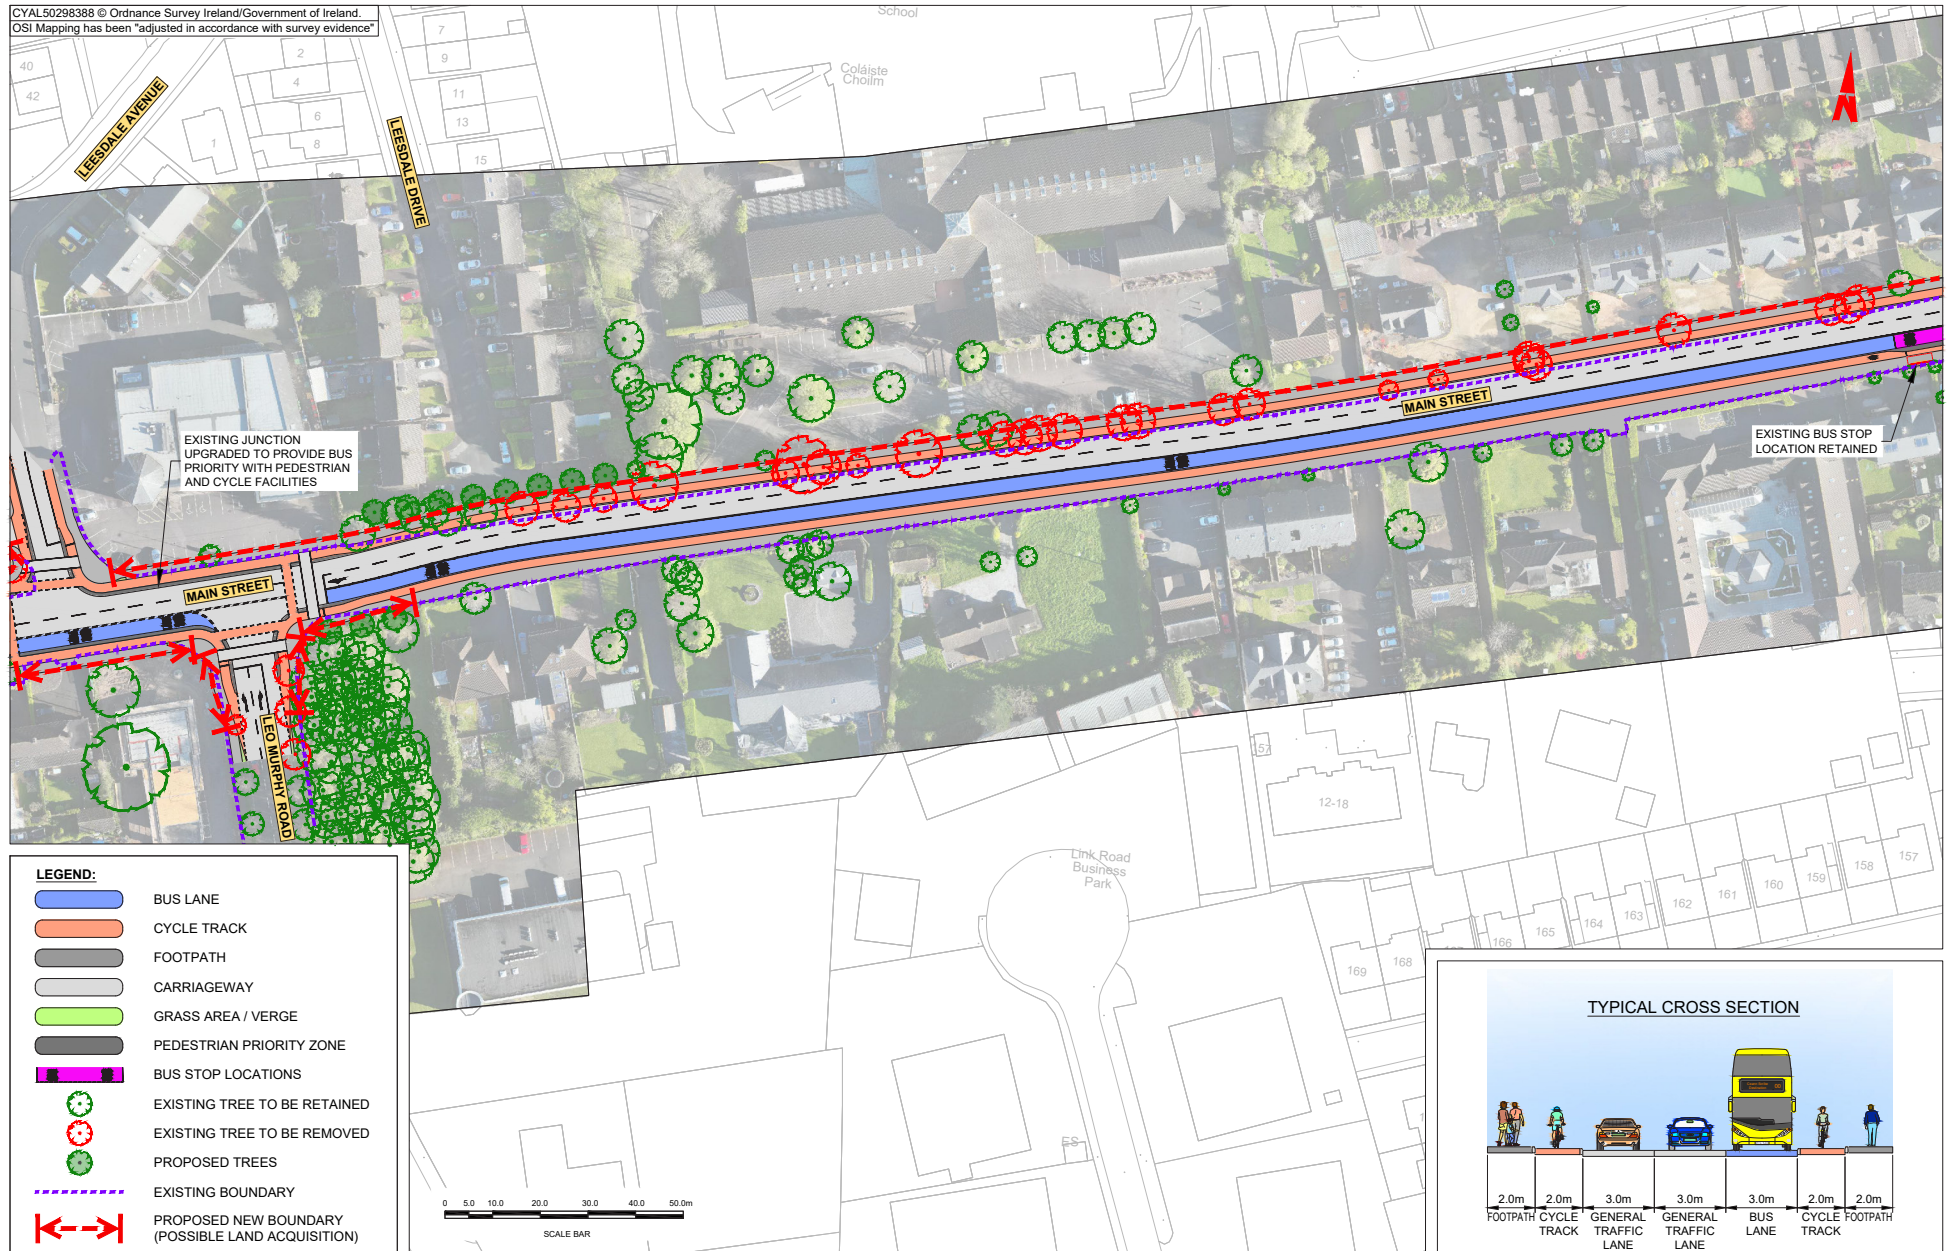 CYAL50298388 © Ordnance Survey Ireland/Government of Ireland.
OSI Mapping has been "adjusted in accordance with survey evidence"
School
Coláiste
Choilm
40
42
2
4
6
8
1
7
9
11
13
15
LEESDALE AVENUE
LEESDALE DRIVE
EXISTING JUNCTION
UPGRADED TO PROVIDE BUS
PRIORITY WITH PEDESTRIAN
AND CYCLE FACILITIES
MAIN STREET
MAIN STREET
EXISTING BUS STOP
LOCATION RETAINED
LEO MURPHY ROAD
N
157
12-18
Link Road
Business
Park
ES
169
168
166
165
164
163
162
161
160
159
158
157
LEGEND:
BUS LANE
CYCLE TRACK
FOOTPATH
CARRIAGEWAY
GRASS AREA / VERGE
PEDESTRIAN PRIORITY ZONE
BUS STOP LOCATIONS
EXISTING TREE TO BE RETAINED
EXISTING TREE TO BE REMOVED
PROPOSED TREES
EXISTING BOUNDARY
PROPOSED NEW BOUNDARY
(POSSIBLE LAND ACQUISITION)
0 5.0 10.0 20.0 30.0 40.0 50.0m
SCALE BAR
TYPICAL CROSS SECTION
2.0m 2.0m 3.0m 3.0m 3.0m 2.0m 2.0m
FOOTPATH CYCLE GENERAL GENERAL BUS CYCLE FOOTPATH
TRACK TRAFFIC TRAFFIC LANE TRACK
LANE LANE